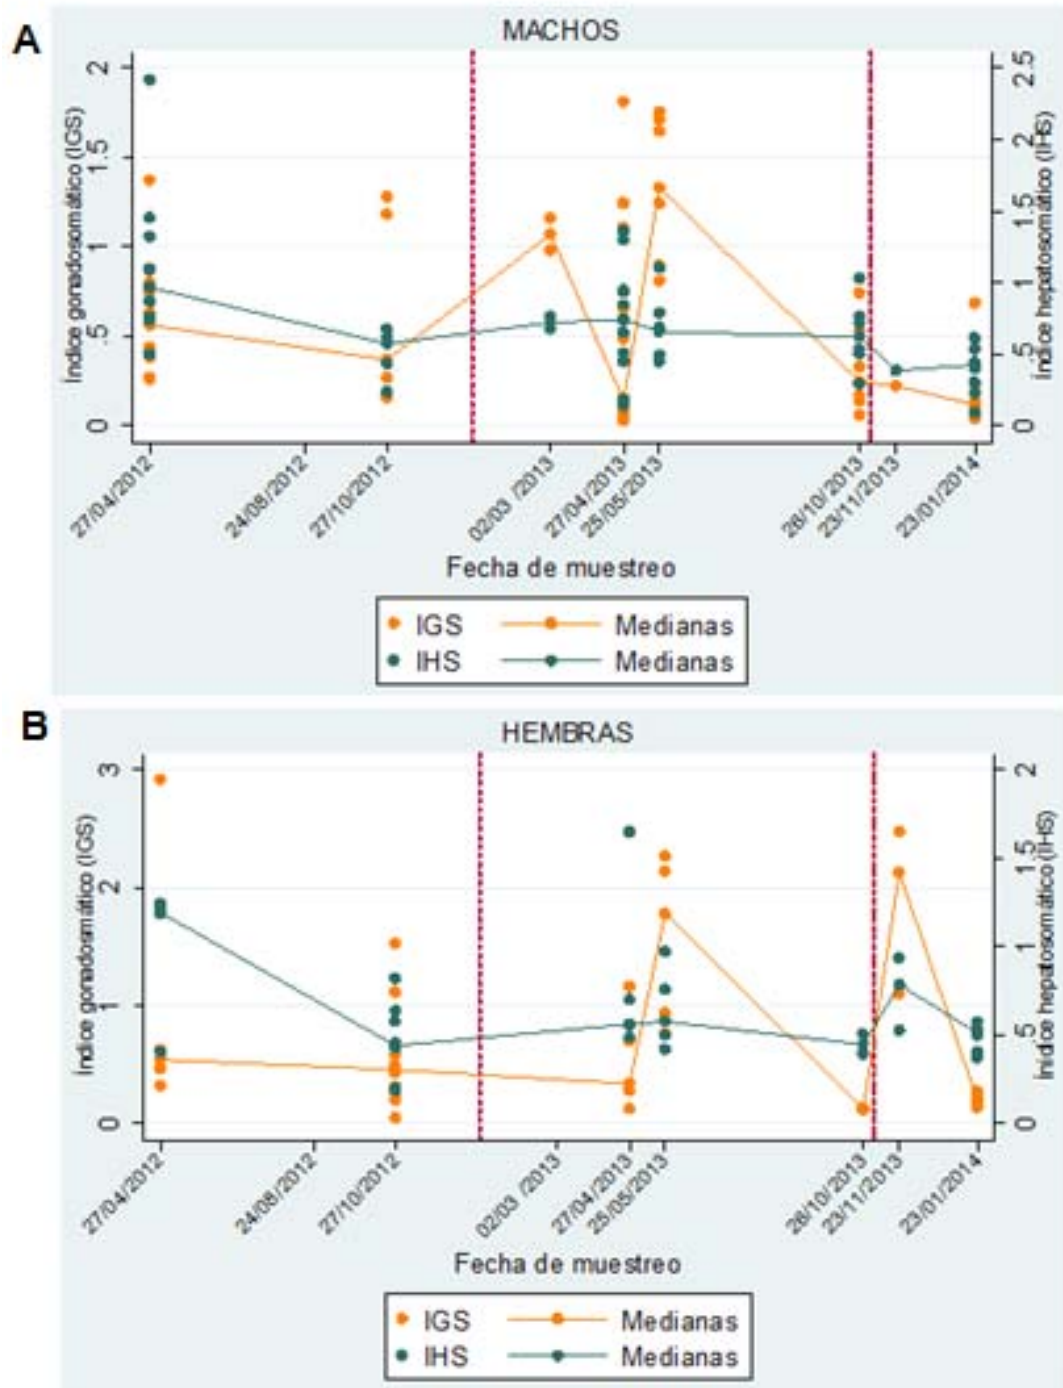 A
MACHOS
Índice gonadosomático (IGS)
2
1.5
1
.5
0
2.5
2
1.5
1
.5
0
Índice hepatosomático (IHS)
27/04/2012
24/08/2012
27/10/2012
02/03 /2013
27/04/2013
25/05/2013
26/10/2013
23/11/2013
23/01/2014
Fecha de muestreo
IGS Medianas
IHS Medianas
B
HEMBRAS
Índice gonadosmático (IGS)
3
2
1
0
2
1.5
1
.5
0
Inídice hepatosomático (IHS)
27/04/2012
24/08/2012
27/10/2012
02/03 /2013
27/04/2013
25/05/2013
26/10/2013
23/11/2013
23/01/2014
Fecha de muestreo
IGS Medianas
IHS Medianas